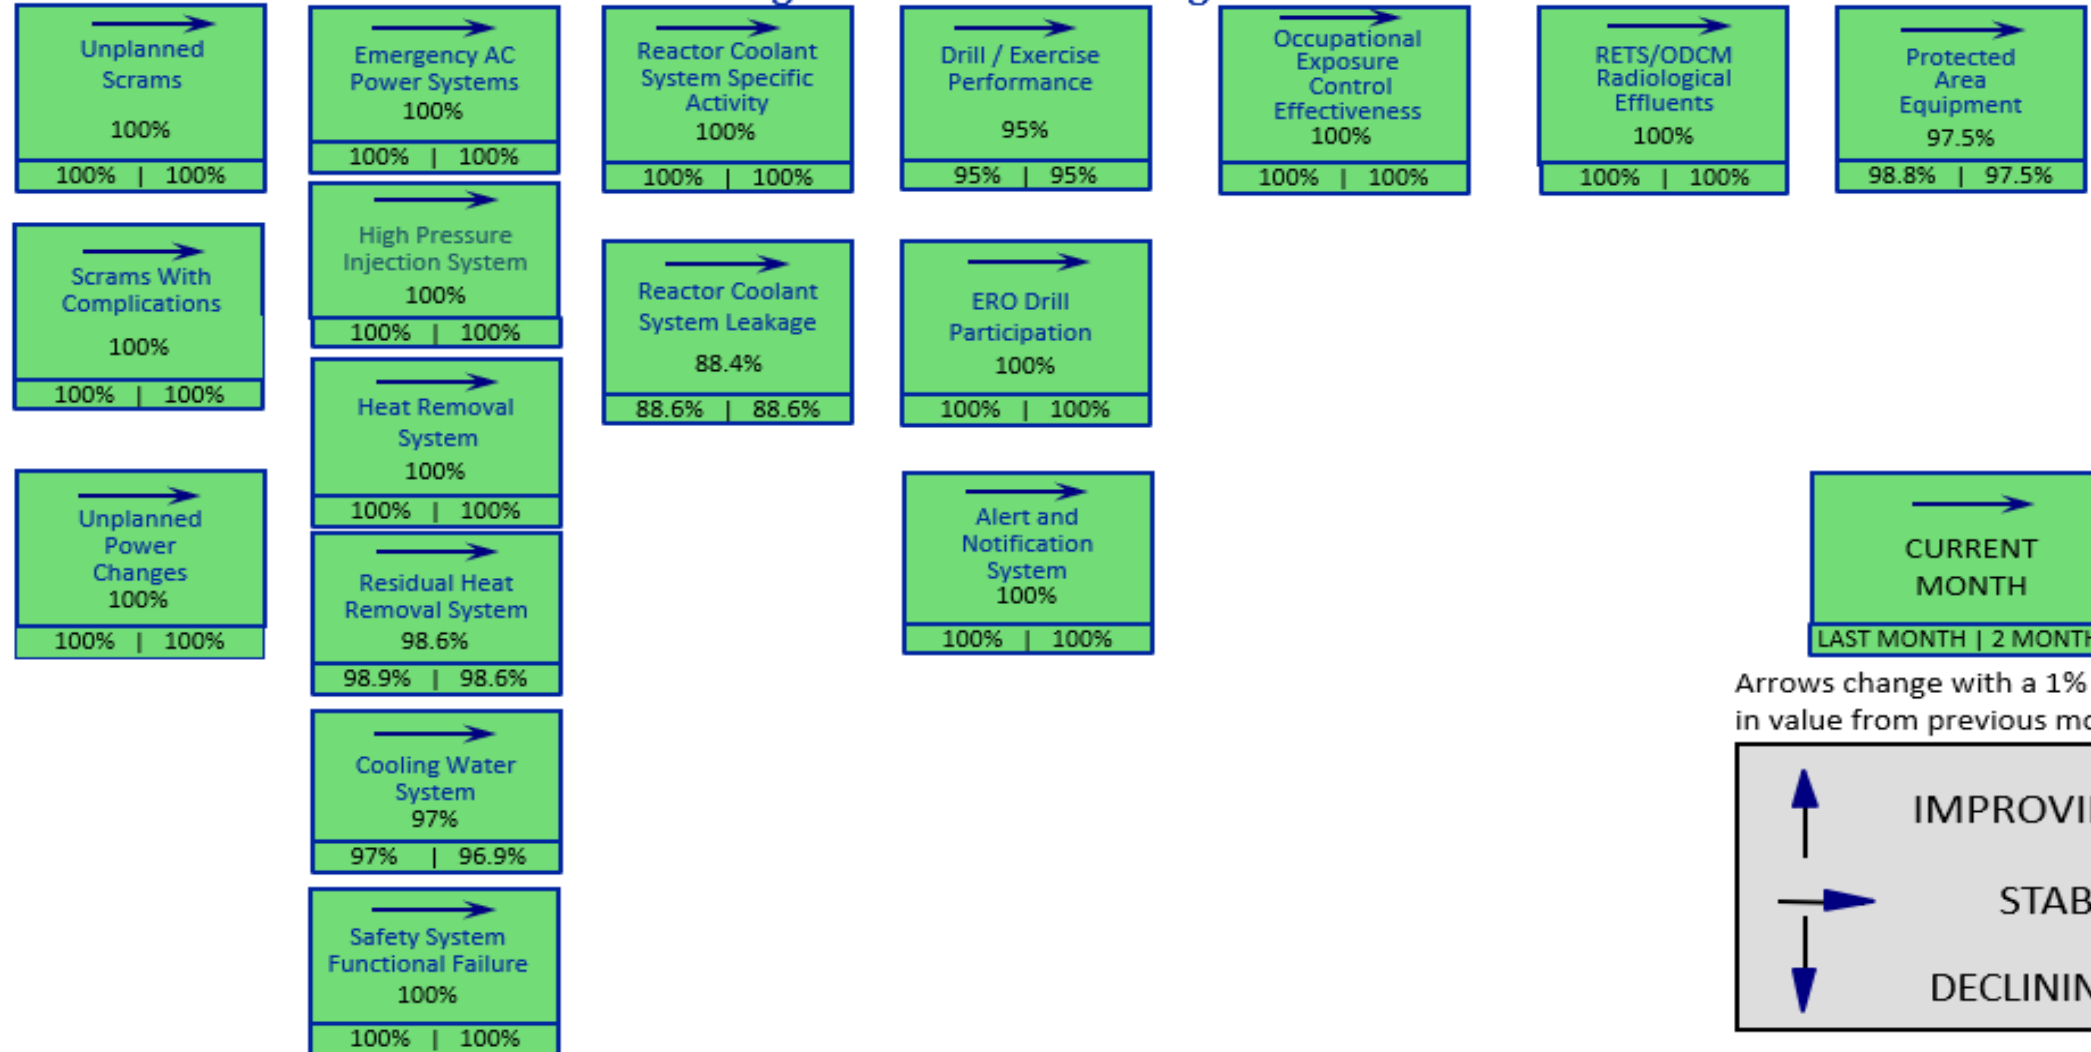 Unplanned
Scrams
100%
100% | 100%
Scrams With
Complications
100%
100% | 100%
Unplanned
Power
Changes
100%
100% | 100%
Emergency AC
Power Systems
100%
100% | 100%
High Pressure
Injection System
100%
100% | 100%
Heat Removal
System
100%
100% | 100%
Residual Heat
Removal System
98.6%
98.9% | 98.6%
Cooling Water
System
97%
97% | 96.9%
Safety System
Functional Failure
100%
100% | 100%
Reactor Coolant
System Specific
Activity
100%
100% | 100%
Reactor Coolant
System Leakage
88.4%
88.6% | 88.6%
Drill / Exercise
Performance
95%
95% | 95%
ERO Drill
Participation
100%
100% | 100%
Alert and
Notification
System
100%
100% | 100%
Occupational
Exposure
Control
Effectiveness
100%
100% | 100%
RETS/ODCM
Radiological
Effluents
100%
100% | 100%
Protected
Area
Equipment
97.5%
98.8% | 97.5%
CURRENT
MONTH
LAST MONTH | 2 MONTH
Arrows change with a 1%
in value from previous mo
IMPROVI
STAB
DECLININ